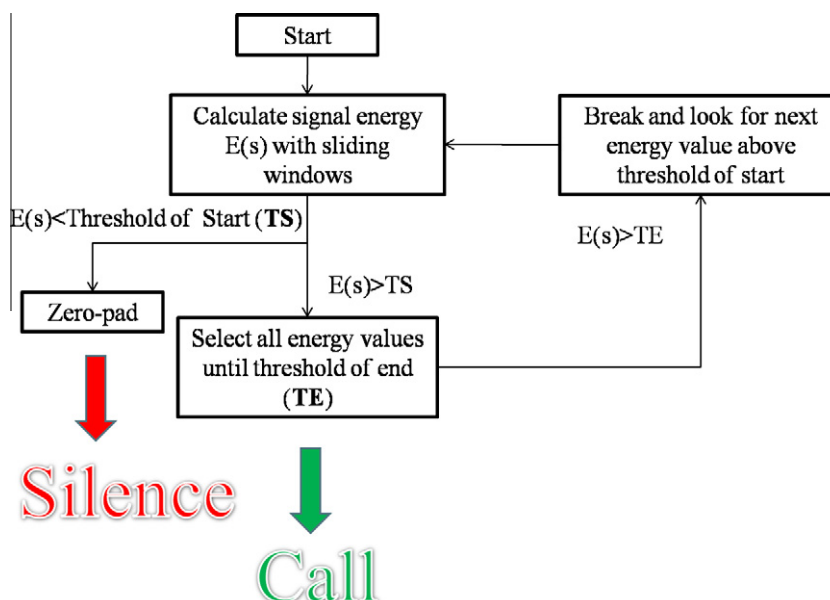 Start
Calculate signal energy
E(s) with sliding
windows
Break and look for next
energy value above
threshold of start
E(s)<Threshold of Start (TS)
E(s)>TE
E(s)>TS
Zero-pad
Select all energy values
until threshold of end
(TE)
Silence
Call